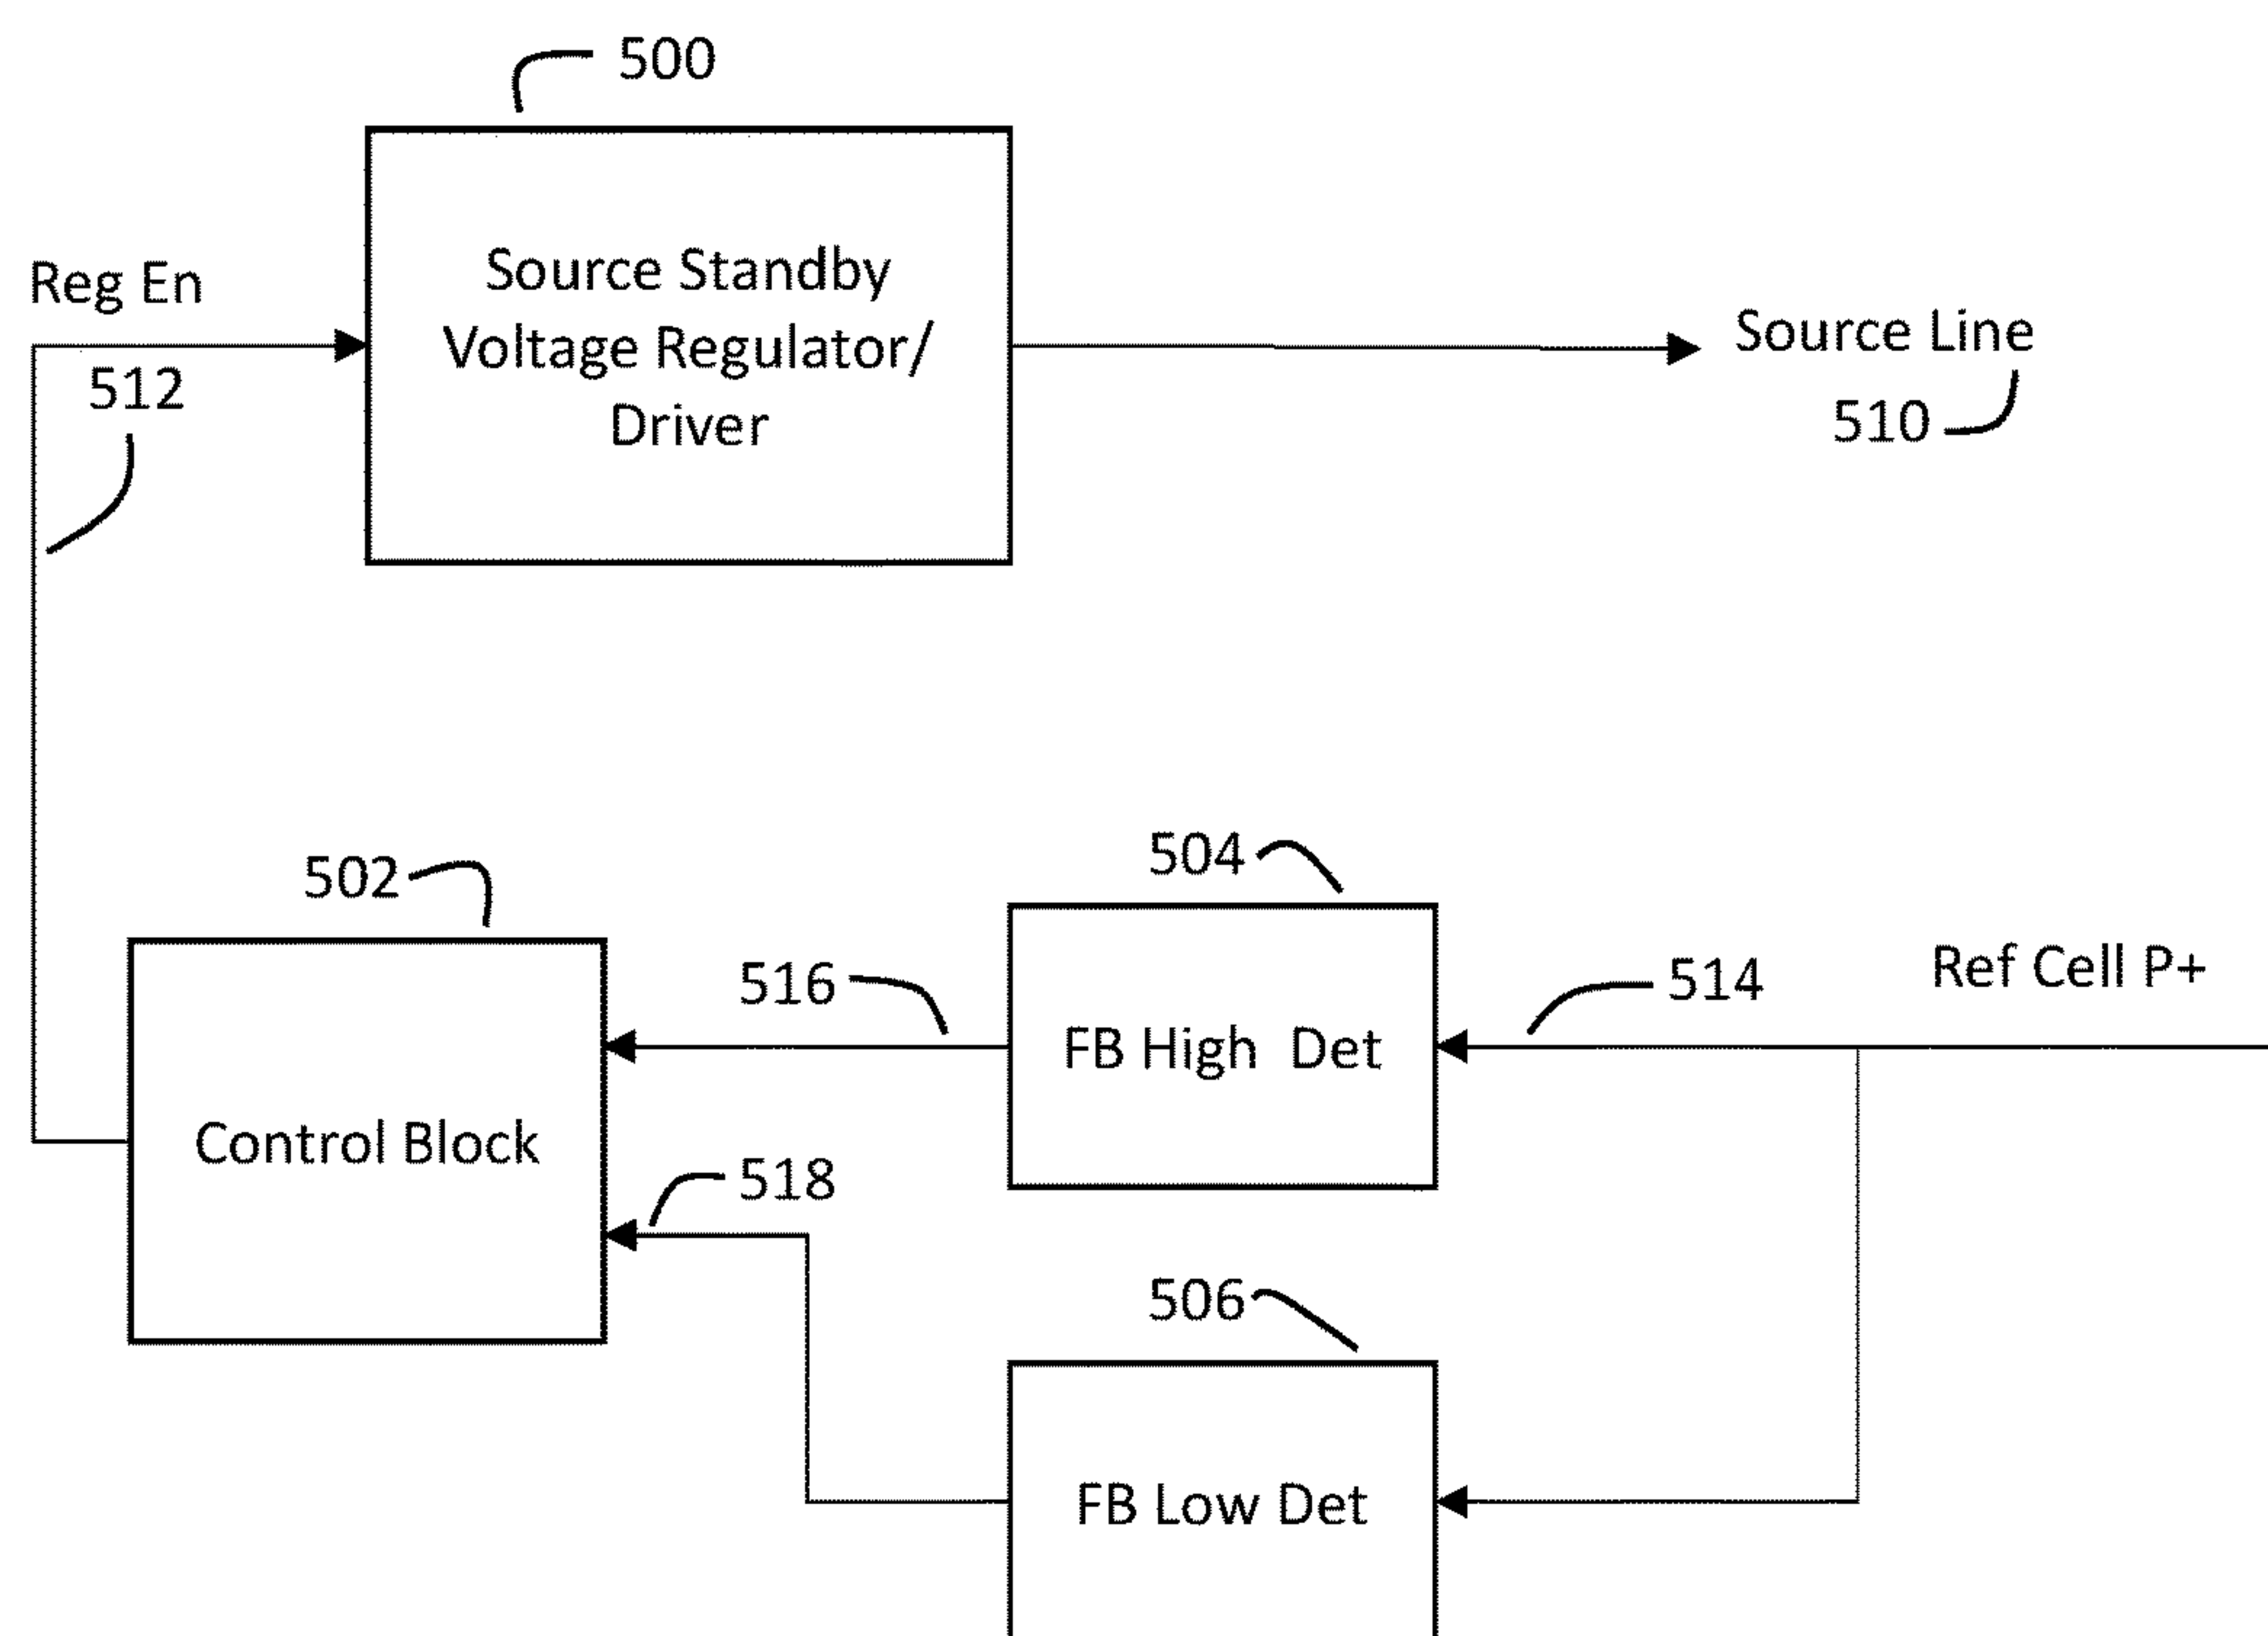 500
Reg En
512
Source Standby
Voltage Regulator/
Driver
Source Line
510
502
504
516
514
Ref Cell P+
FB High Det
Control Block
518
506
FB Low Det